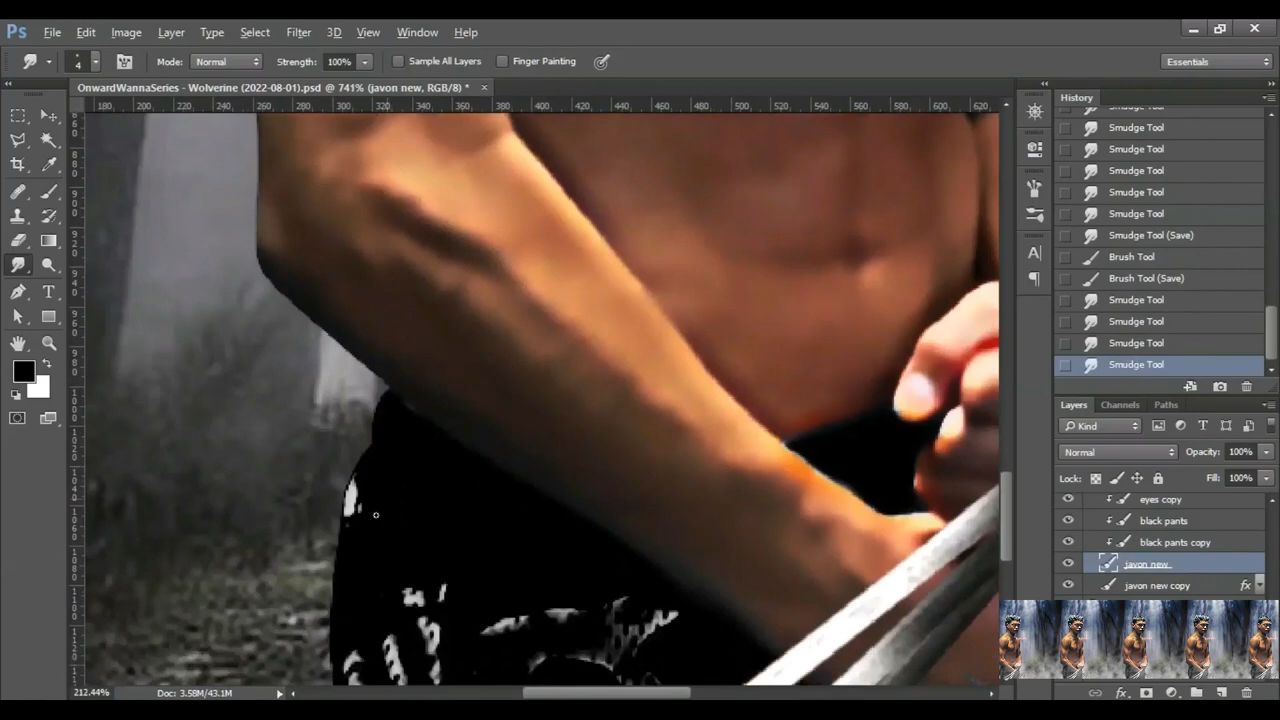 Ps File Edit Image Layer Type Select Filter 3D View Window Help
4 Mode: Normal Strength: 100% Sample All Layers Finger Painting Essentials
OnwardWannaSeries - Wolverine (2022-08-01).psd @ 741% (javon new, RGB/8) *
180 200 220 240 260 280 300 320 340 360 380 400 420 440 460 480 500 520 540 560 580 600 620
History
Smudge Tool
Smudge Tool
Smudge Tool
Smudge Tool
Smudge Tool
Smudge Tool
Smudge Tool (Save)
Brush Tool
Brush Tool (Save)
Smudge Tool
Smudge Tool
Smudge Tool
Smudge Tool
Layers Channels Paths
Kind
Normal Opacity: 100%
Lock: Fill: 100%
eyes copy
black pants
black pants copy
javon new
javon new copy fx
212.44% Doc: 3.58M/43.1M